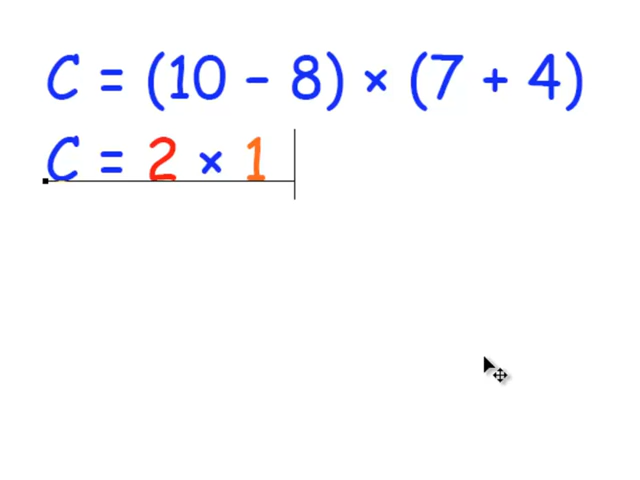 C = (10 − 8) × (7 + 4)
C = 2 × 1